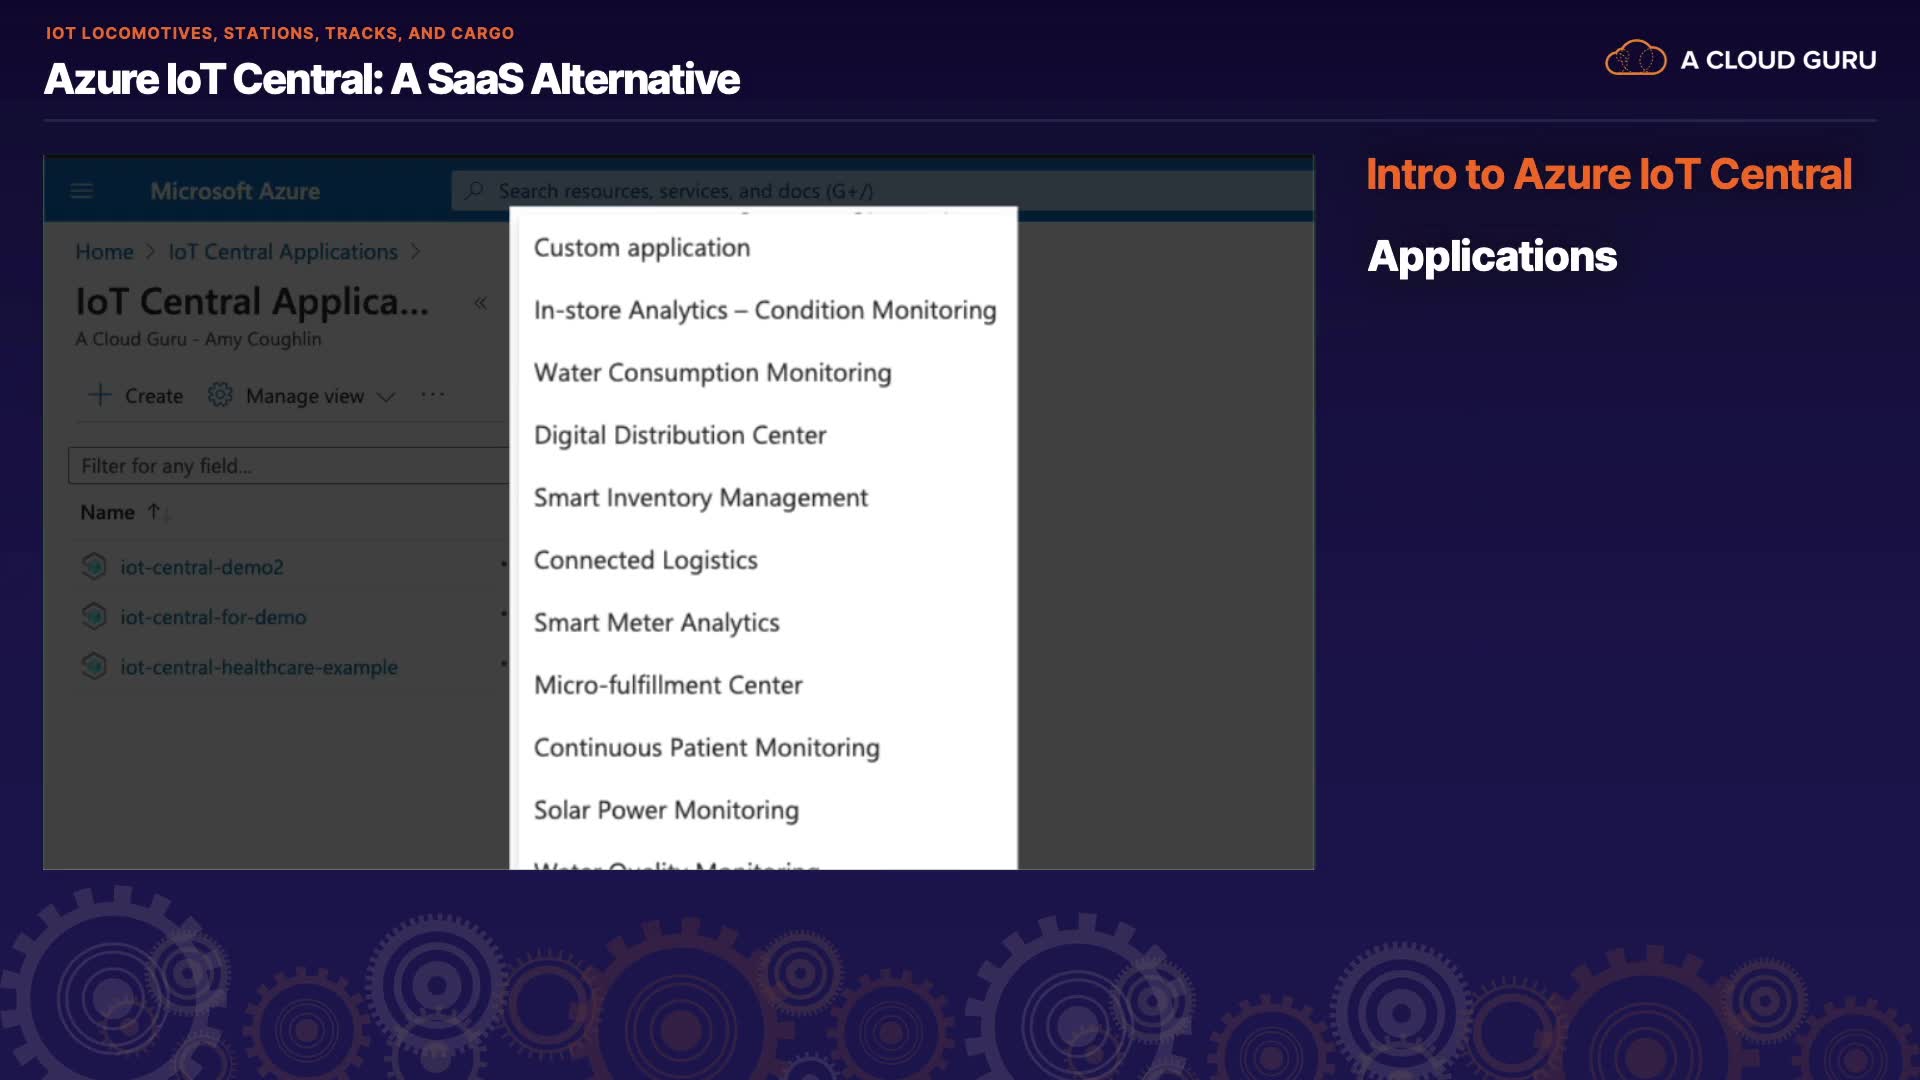 IOT LOCOMOTIVES, STATIONS, TRACKS, AND CARGO
Azure IoT Central: A SaaS Alternative
A CLOUD GURU
Microsoft Azure
Search resources, services, and docs (G+/)
Home > IoT Central Applications >
IoT Central Applica... «
A Cloud Guru - Amy Coughlin
+ Create Manage view ...
Filter for any field...
Name ↑↓
iot-central-demo2
iot-central-for-demo
iot-central-healthcare-example
Custom application
In-store Analytics – Condition Monitoring
Water Consumption Monitoring
Digital Distribution Center
Smart Inventory Management
Connected Logistics
Smart Meter Analytics
Micro-fulfillment Center
Continuous Patient Monitoring
Solar Power Monitoring
Water Quality Monitoring
Intro to Azure IoT Central
Applications